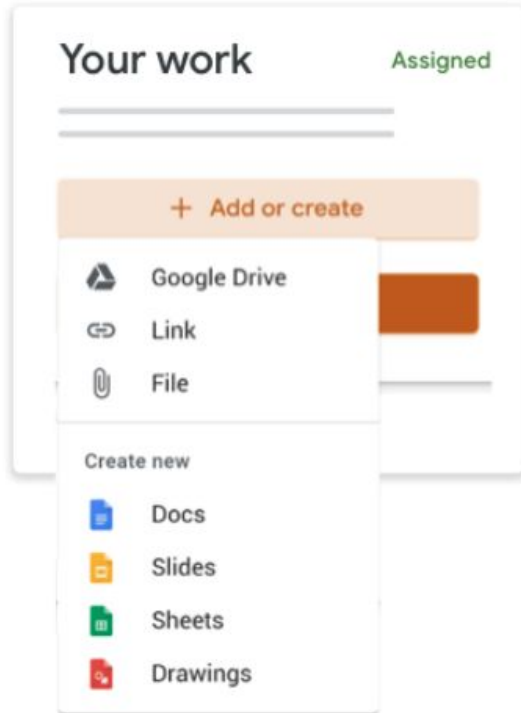 Your work
Assigned
+ Add or create
Google Drive
Link
File
Create new
Docs
Slides
Sheets
Drawings